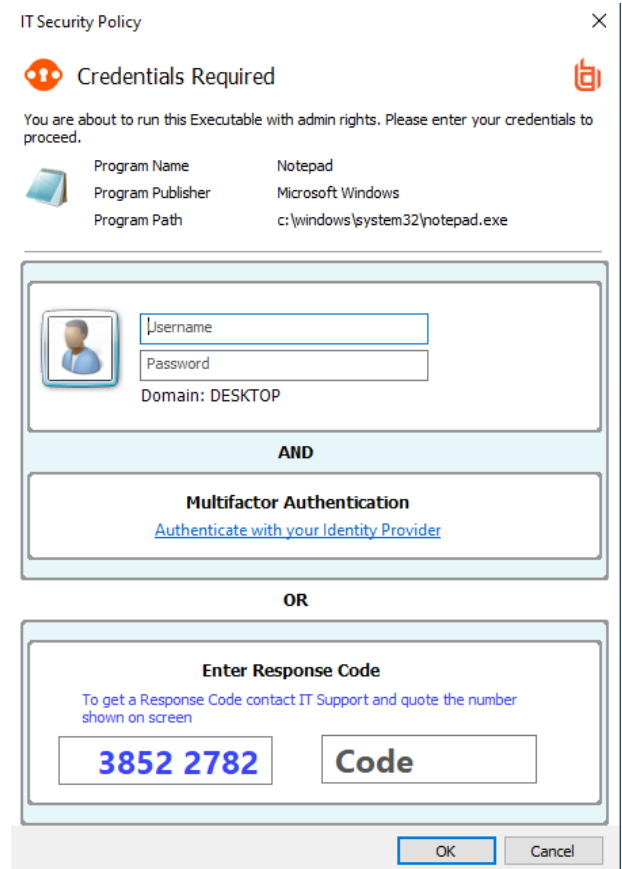 IT Security Policy
Credentials Required
You are about to run this Executable with admin rights. Please enter your credentials to
proceed.
Program Name Notepad
Program Publisher Microsoft Windows
Program Path c:\windows\system32\notepad.exe
Username
Password
Domain: DESKTOP
AND
Multifactor Authentication
Authenticate with your Identity Provider
OR
Enter Response Code
To get a Response Code contact IT Support and quote the number
shown on screen
3852 2782 Code
OK Cancel